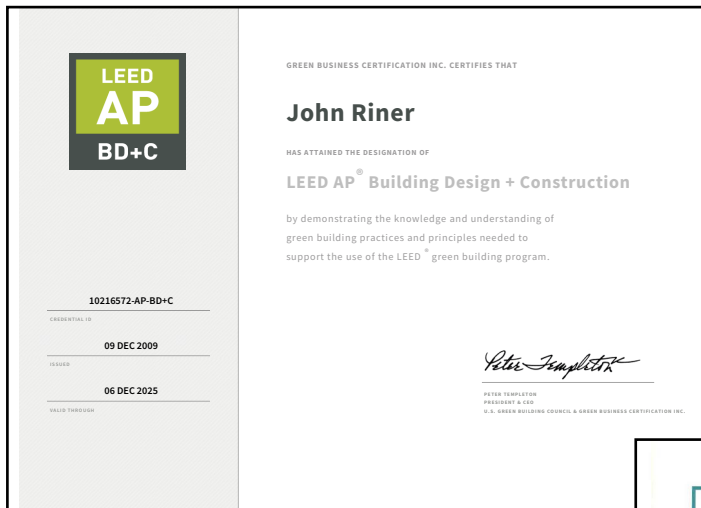 LEED
AP
BD+C
10216572-AP-BD+C
CREDENTIAL ID
09 DEC 2009
ISSUED
06 DEC 2025
VALID THROUGH
GREEN BUSINESS CERTIFICATION INC. CERTIFIES THAT
John Riner
HAS ATTAINED THE DESIGNATION OF
LEED AP® Building Design + Construction
by demonstrating the knowledge and understanding of
green building practices and principles needed to
support the use of the LEED ® green building program.
Peter Templeton
PETER TEMPLETON
PRESIDENT & CEO
U.S. GREEN BUILDING COUNCIL & GREEN BUSINESS CERTIFICATION INC.